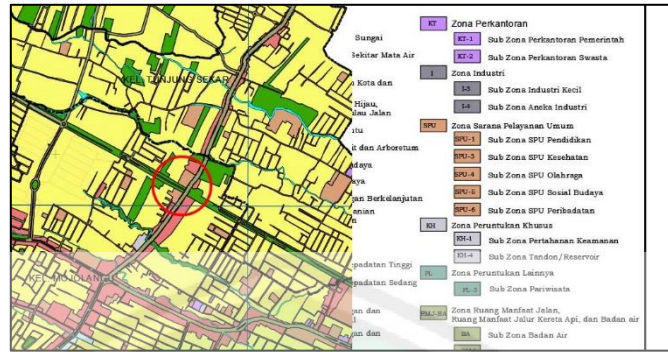 KEL. TUNJUNG SEKAR
KEL. MOJOLANGU
Sungai
Sekitar Mata Air
Kota dan
Hijau,
lau Jalan
it dan Arboretum
an Berkelanjutan
anian
epadatan Tinggi
epadatan Sedang
gan dan
gan dan
KT Zona Perkantoran
KT-1 Sub Zona Perkantoran Pemerintah
KT-2 Sub Zona Perkantoran Swasta
I Zona Industri
I-3 Sub Zona Industri Kecil
I-4 Sub Zona Aneka Industri
SPU Zona Sarana Pelayanan Umum
SPU-1 Sub Zona SPU Pendidikan
SPU-3 Sub Zona SPU Kesehatan
SPU-4 Sub Zona SPU Olahraga
SPU-5 Sub Zona SPU Sosial Budaya
SPU-6 Sub Zona SPU Peribadatan
KH Zona Peruntukan Khusus
KH-1 Sub Zona Pertahanan Keamanan
KH-4 Sub Zona Tandon/Reservoir
PL Zona Peruntukan Lainnya
PL-3 Sub Zona Pariwisata
RMJ-BA Zona Ruang Manfaat Jalan,
Ruang Manfaat Jalur Kereta Api, dan Badan air
BA Sub Zona Badan Air